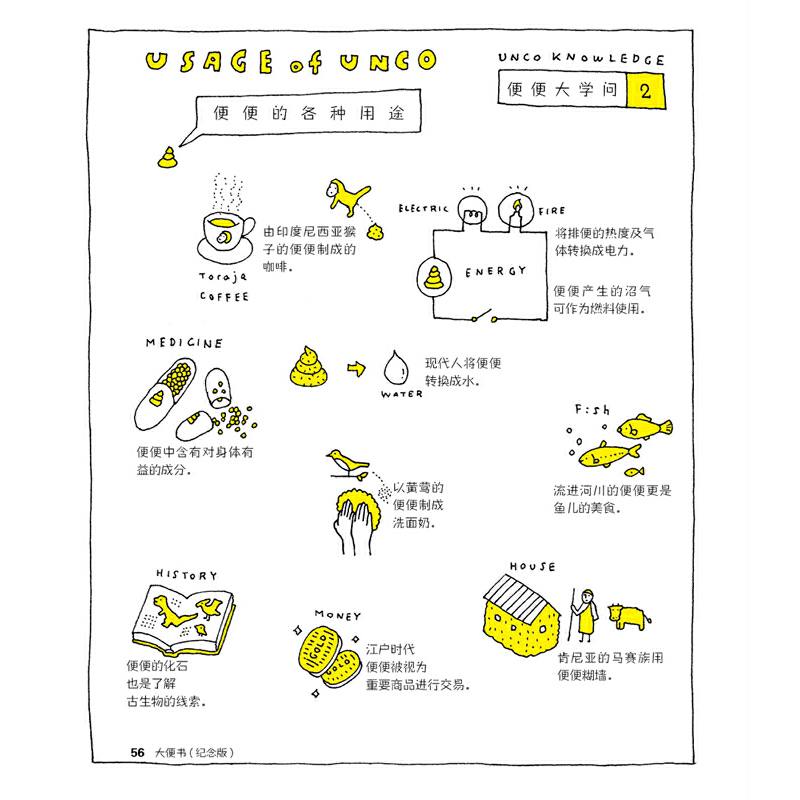 USAGE of UNCO
UNCO KNOWLEDGE
便便大学问 2
便便的各种用途
Toraja
COFFEE
由印度尼西亚猴
子的便便制成的
咖啡。
ELECTRIC
FIRE
ENERGY
将排便的热度及气
体转换成电力。
便便产生的沼气
可作为燃料使用。
MEDICINE
便便中含有对身体有
益的成分。
WATER
现代人将便便
转换成水。
以黄莺的
便便制成
洗面奶。
Fish
流进河川的便便更是
鱼儿的美食。
HISTORY
便便的化石
也是了解
古生物的线索。
MONEY
GOLD
GOLD
江户时代
便便被视为
重要商品进行交易。
HOUSE
肯尼亚的马赛族用
便便糊墙。
56 大便书(纪念版)